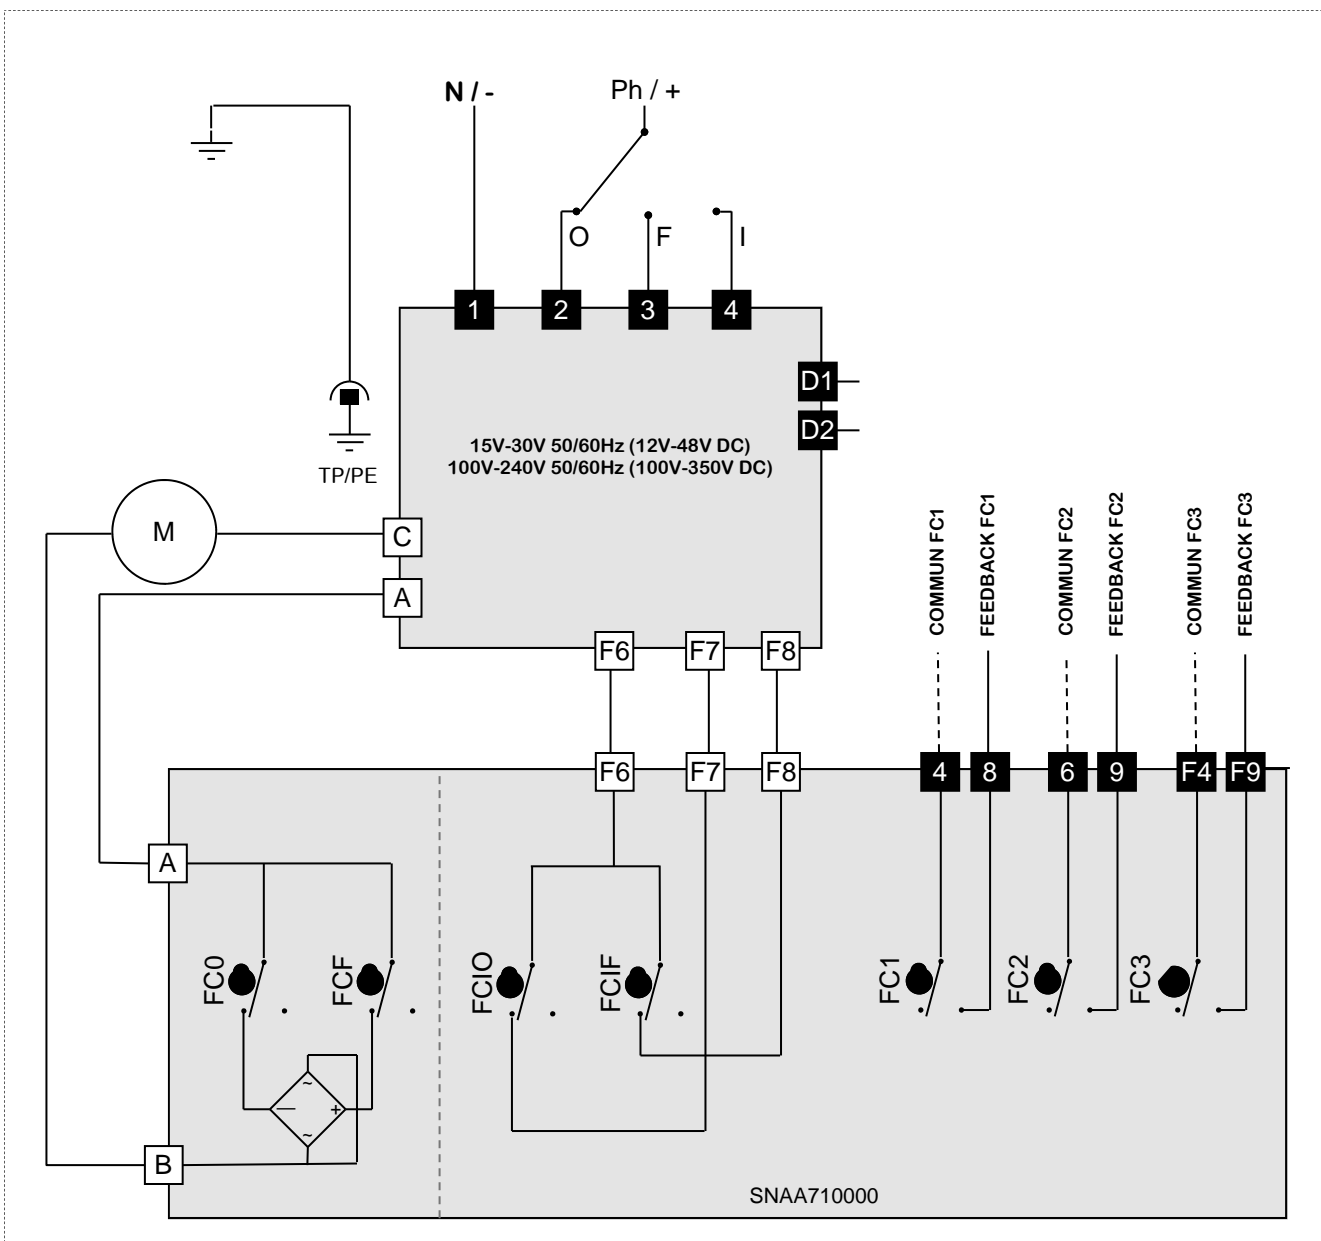 N / -
Ph / +
O
F
I
1
2
3
4
D1
D2
15V-30V 50/60Hz (12V-48V DC)
100V-240V 50/60Hz (100V-350V DC)
TP/PE
M
C
A
F6
F7
F8
COMMUN FC1
FEEDBACK FC1
COMMUN FC2
FEEDBACK FC2
COMMUN FC3
FEEDBACK FC3
F6
F7
F8
4
8
6
9
F4
F9
A
FC0
FCF
FCIO
FCIF
FC1
FC2
FC3
~
— +
~
B
SNAA710000